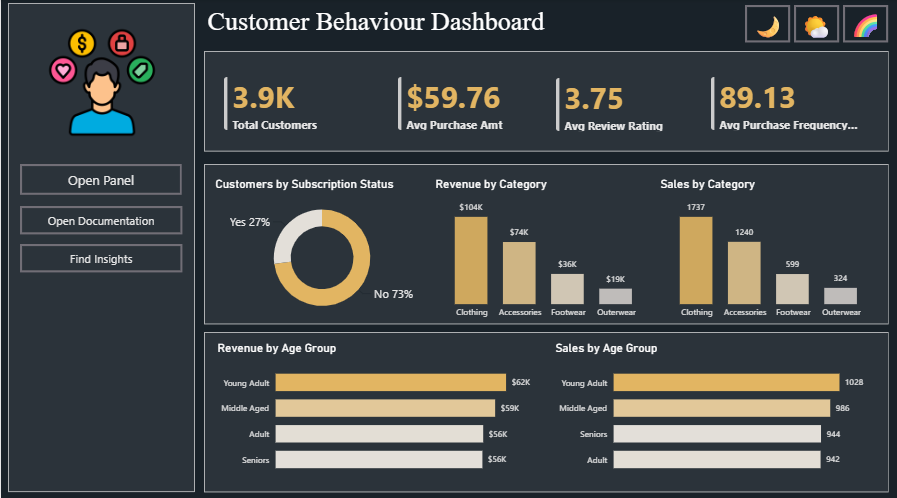 Customer Behaviour Dashboard
$
Open Panel
Open Documentation
Find Insights
3.9K
Total Customers
$59.76
Avg Purchase Amt
3.75
Avg Review Rating
89.13
Avg Purchase Frequency...
Customers by Subscription Status
Yes 27%
No 73%
Revenue by Category
$104K
$74K
$36K
$19K
Clothing Accessories Footwear Outerwear
Sales by Category
1737
1240
599
324
Clothing Accessories Footwear Outerwear
Revenue by Age Group
Young Adult $62K
Middle Aged $59K
Adult $56K
Seniors $56K
Sales by Age Group
Young Adult 1028
Middle Aged 986
Seniors 944
Adult 942